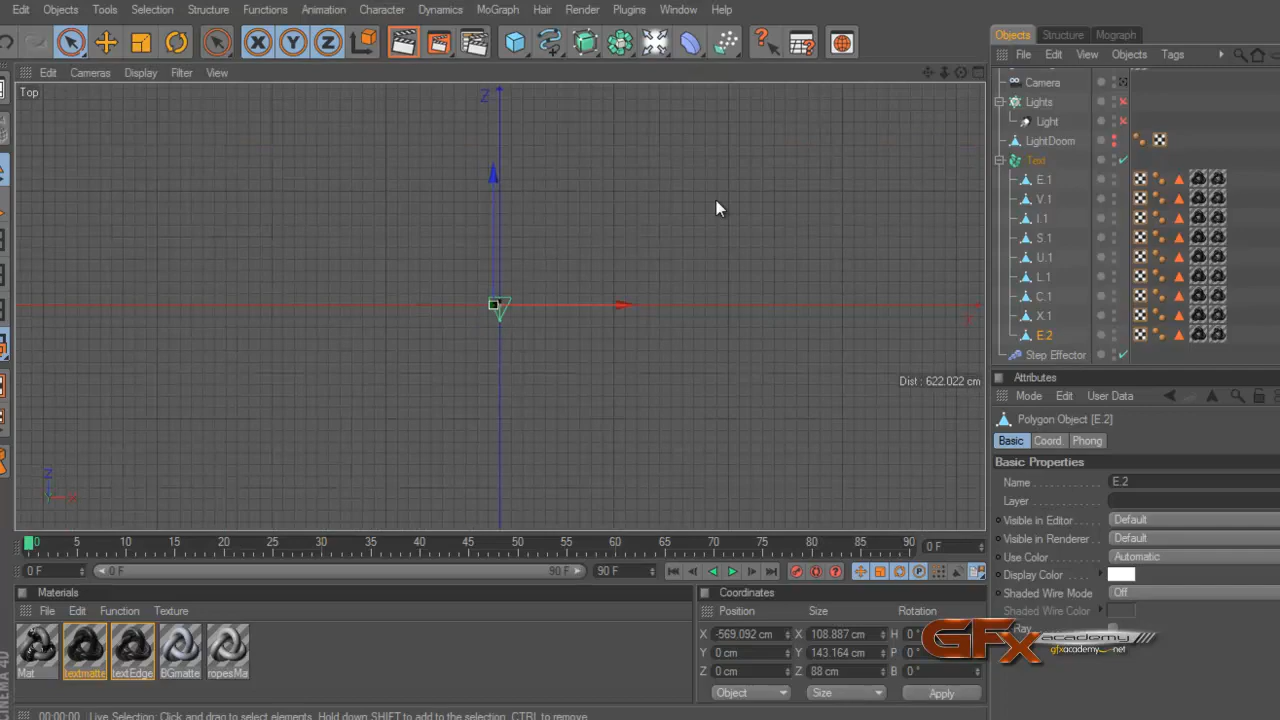 Edit Objects Tools Selection Structure Functions Animation Character Dynamics MoGraph Hair Render Plugins Window Help
Objects Structure Mograph
File Edit View Objects Tags
Edit Cameras Display Filter View
Top
Z
Camera
Lights
Light
LightDoom
Text
E.1
V.1
I.1
S.1
U.1
L.1
C.1
X.1
E.2
Step Effector
Dist : 622.022 cm
Z
X
Attributes
Mode Edit User Data
Polygon Object [E.2]
Basic Coord. Phong
Basic Properties
Name E.2
Layer
Visible in Editor Default
Visible in Renderer Default
Use Color Automatic
Display Color
Shaded Wire Mode Off
Shaded Wire Color
Ray
0 5 10 15 20 25 30 35 40 45 50 55 60 65 70 75 80 85 90 0 F
0 F 0 F 90 F 90 F
Materials
File Edit Function Texture
Mat textmatte textEdge BGmatte ropesMa
Coordinates
Position Size Rotation
X -569.092 cm X 108.887 cm H 0 °
Y 0 cm Y 143.164 cm P 0 °
Z 0 cm Z 88 cm B 0 °
Object Size Apply
GFx academy
gfxacademy.net
CINEMA 4D
00:00:00 Live Selection: Click and drag to select elements. Hold down SHIFT to add to the selection, CTRL to remove.